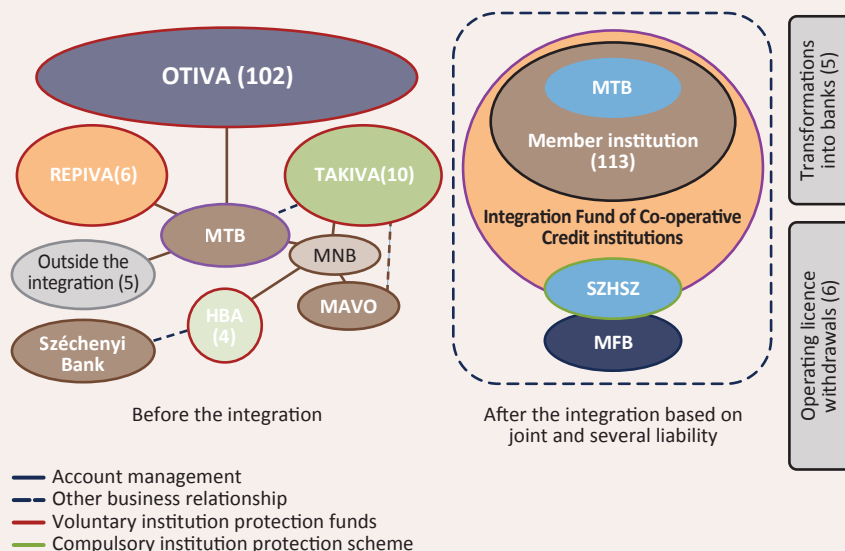 OTIVA (102)
REPIVA(6)
TAKIVA(10)
MTB
MNB
Outside the
integration (5)
HBA
(4)
MAVO
Széchenyi
Bank
Before the integration
MTB
Member institution
(113)
Integration Fund of Co-operative
Credit institutions
SZHSZ
MFB
After the integration based on
joint and several liability
Transformations
into banks (5)
Operating licence
withdrawals (6)
Account management
Other business relationship
Voluntary institution protection funds
Compulsory institution protection scheme